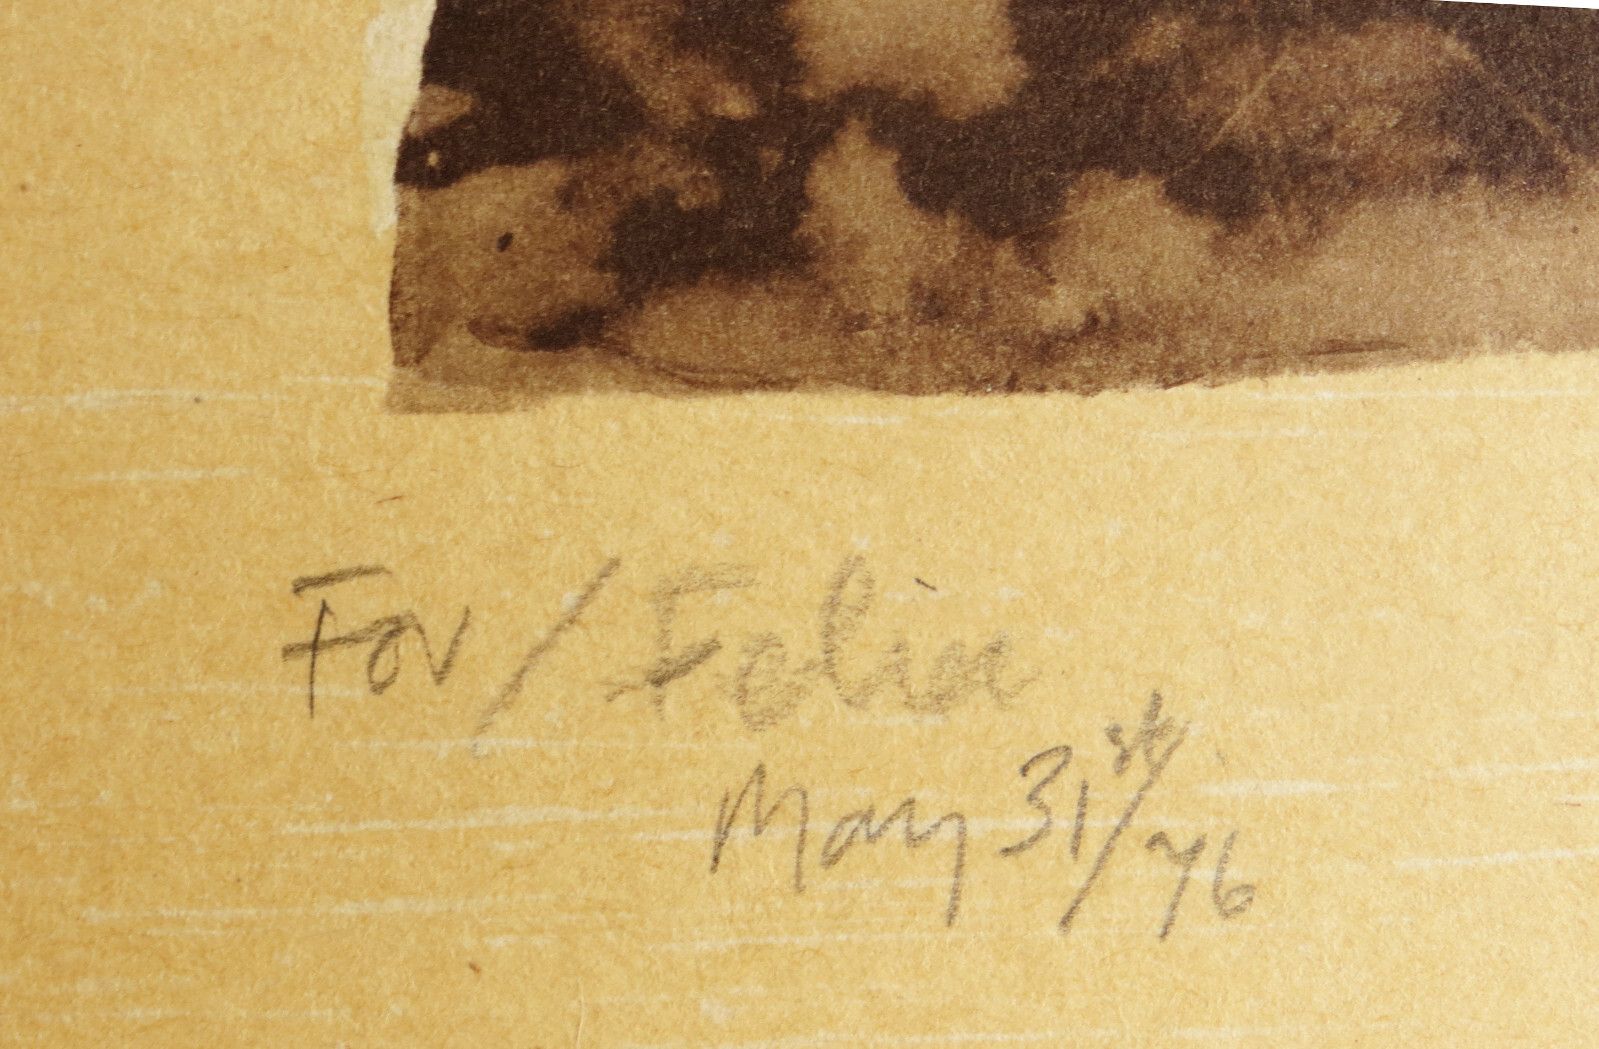 For / Felix
May 31st/76